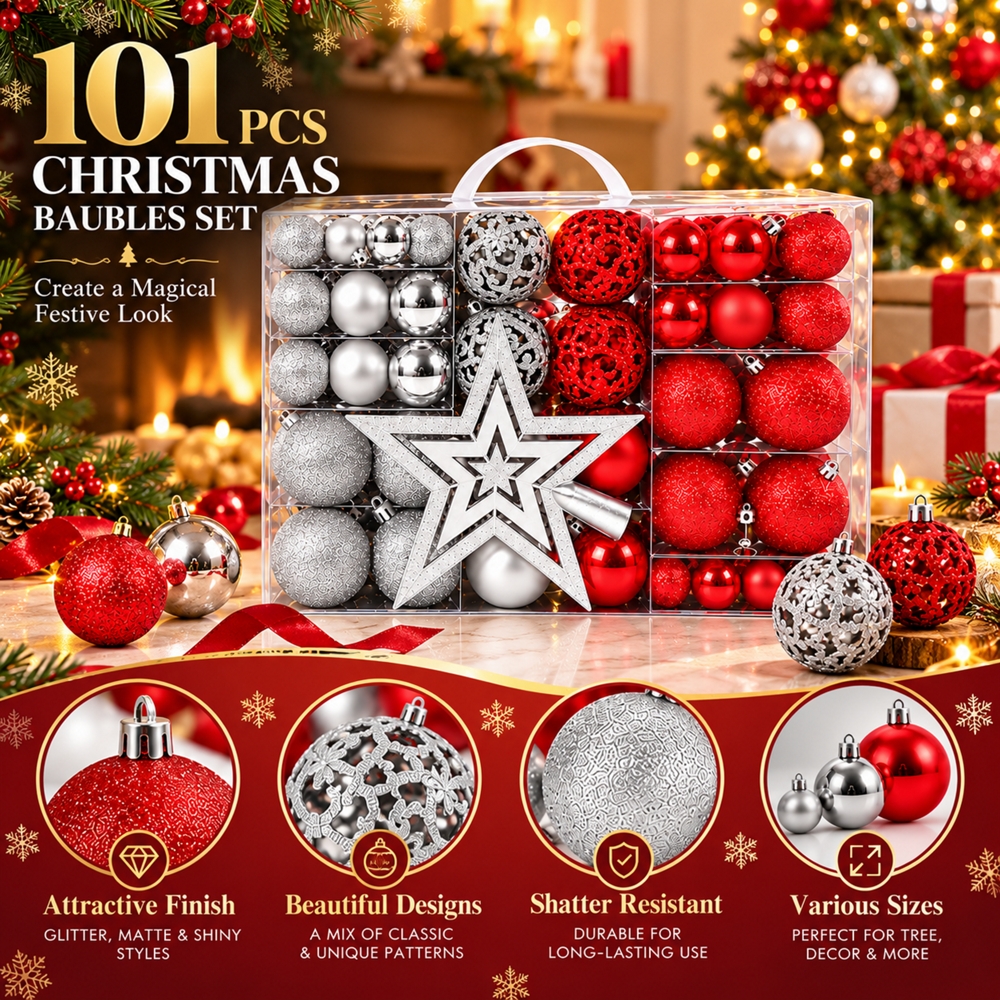 101 PCS
CHRISTMAS
BAUBLES SET
Create a Magical
Festive Look
Attractive Finish
GLITTER, MATTE & SHINY
STYLES
Beautiful Designs
A MIX OF CLASSIC
& UNIQUE PATTERNS
Shatter Resistant
DURABLE FOR
LONG-LASTING USE
Various Sizes
PERFECT FOR TREE,
DECOR & MORE